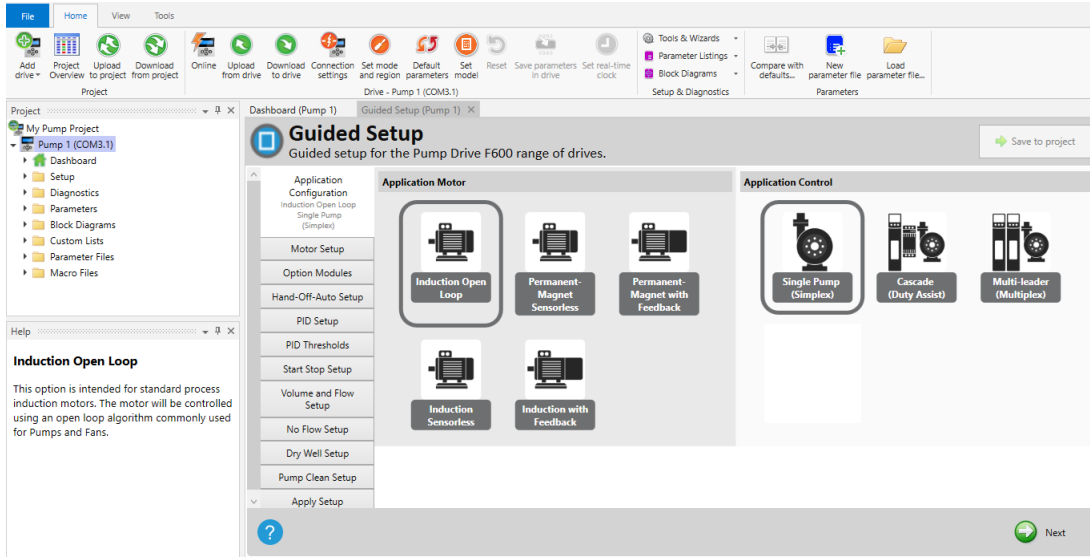 File
Home
View
Tools
Add
drive
Project
Overview
Upload
to project
Download
from project
Project
Online
Upload
from drive
Download
to drive
Connection
settings
Set mode
and region
Default
parameters
Set
model
Reset
Save parameters
in drive
Set real-time
clock
Drive - Pump 1 (COM3.1)
Tools & Wizards
Parameter Listings
Block Diagrams
Setup & Diagnostics
Compare with
defaults...
New
parameter file
Load
parameter file...
Parameters
Project
My Pump Project
Pump 1 (COM3.1)
Dashboard
Setup
Diagnostics
Parameters
Block Diagrams
Custom Lists
Parameter Files
Macro Files
Help
Induction Open Loop
This option is intended for standard process
induction motors. The motor will be controlled
using an open loop algorithm commonly used
for Pumps and Fans.
Dashboard (Pump 1)
Guided Setup (Pump 1)
Guided Setup
Guided setup for the Pump Drive F600 range of drives.
Save to project
Application
Configuration
Induction Open Loop
Single Pump
(Simplex)
Motor Setup
Option Modules
Hand-Off-Auto Setup
PID Setup
PID Thresholds
Start Stop Setup
Volume and Flow
Setup
No Flow Setup
Dry Well Setup
Pump Clean Setup
Apply Setup
Application Motor
Induction Open
Loop
Permanent-
Magnet
Sensorless
Permanent-
Magnet with
Feedback
Induction
Sensorless
Induction with
Feedback
Application Control
Single Pump
(Simplex)
Cascade
(Duty Assist)
Multi-leader
(Multiplex)
?
Next